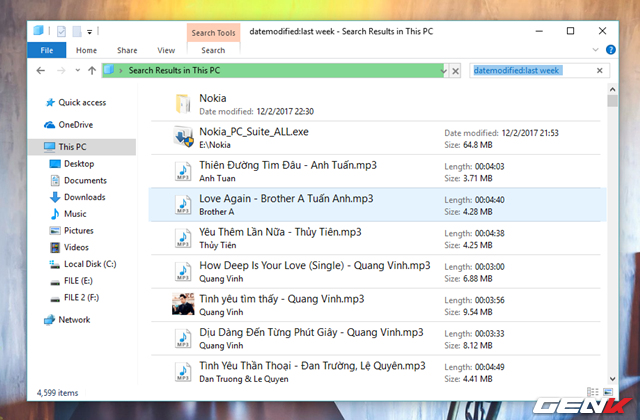 Search Tools
datemodified:last week - Search Results in This PC
File Home Share View Search
Search Results in This PC
datemodified:last week
Quick access
OneDrive
This PC
Desktop
Documents
Downloads
Music
Pictures
Videos
Local Disk (C:)
FILE (E:)
FILE 2 (F:)
Network
Nokia
Date modified: 12/2/2017 22:30
Nokia_PC_Suite_ALL.exe
E:\Nokia
Date modified: 12/2/2017 21:53
Size: 64.8 MB
Thiên Đường Tìm Đâu - Anh Tuấn.mp3
Anh Tuan
Length: 00:04:03
Size: 3.71 MB
Love Again - Brother A Tuấn Anh.mp3
Brother A
Length: 00:04:40
Size: 4.28 MB
Yêu Thêm Lần Nữa - Thủy Tiên.mp3
Thủy Tiên
Length: 00:04:38
Size: 4.25 MB
How Deep Is Your Love (Single) - Quang Vinh.mp3
Quang Vinh
Length: 00:03:00
Size: 6.88 MB
Tình yêu tìm thấy - Quang Vinh.mp3
Quang Vinh
Length: 00:03:56
Size: 9.54 MB
Dịu Dàng Đến Từng Phút Giây - Quang Vinh.mp3
Quang Vinh
Length: 00:03:33
Size: 8.12 MB
Tình Yêu Thần Thoại - Đan Trường, Lệ Quyên.mp3
Dan Truong & Le Quyen
Length: 00:04:49
Size: 4.41 MB
MP3
MP3
MP3
MP3
MP3
MP3
4,599 items
GENK